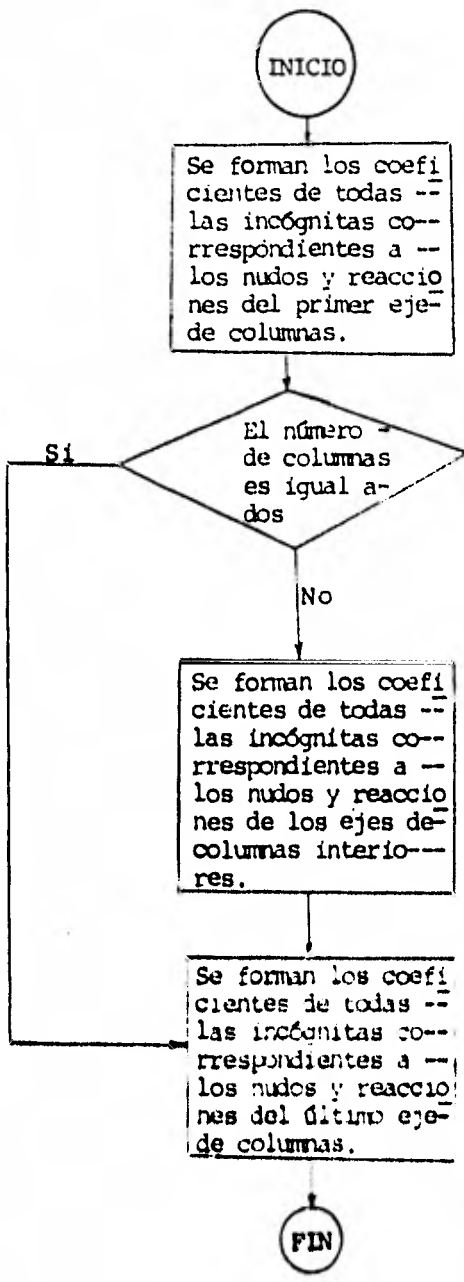 INICIO
Se forman los coefi
cientes de todas --
las incógnitas co--
rrespondientes a --
los nudos y reaccio
nes del primer eje-
de columnas.
El número -
de columnas
es igual a-
dos
Sí
No
Se forman los coefi
cientes de todas --
las incógnitas co--
rrespondientes a --
los nudos y reaccio
nes de los ejes de-
columnas interio---
res.
Se forman los coefi
cientes de todas --
las incógnitas co--
rrespondientes a --
los nudos y reaccio
nes del último eje-
de columnas.
FIN